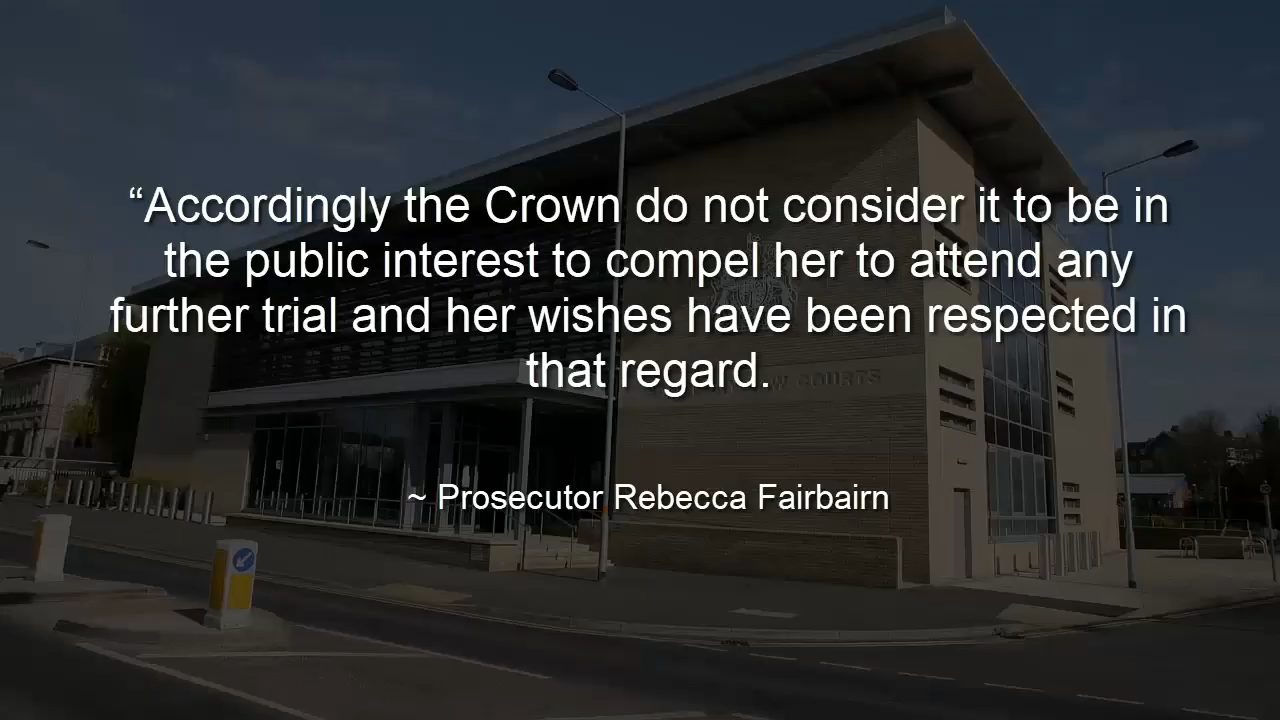 “Accordingly the Crown do not consider it to be in
the public interest to compel her to attend any
further trial and her wishes have been respected in
that regard.
COURTS
~ Prosecutor Rebecca Fairbairn